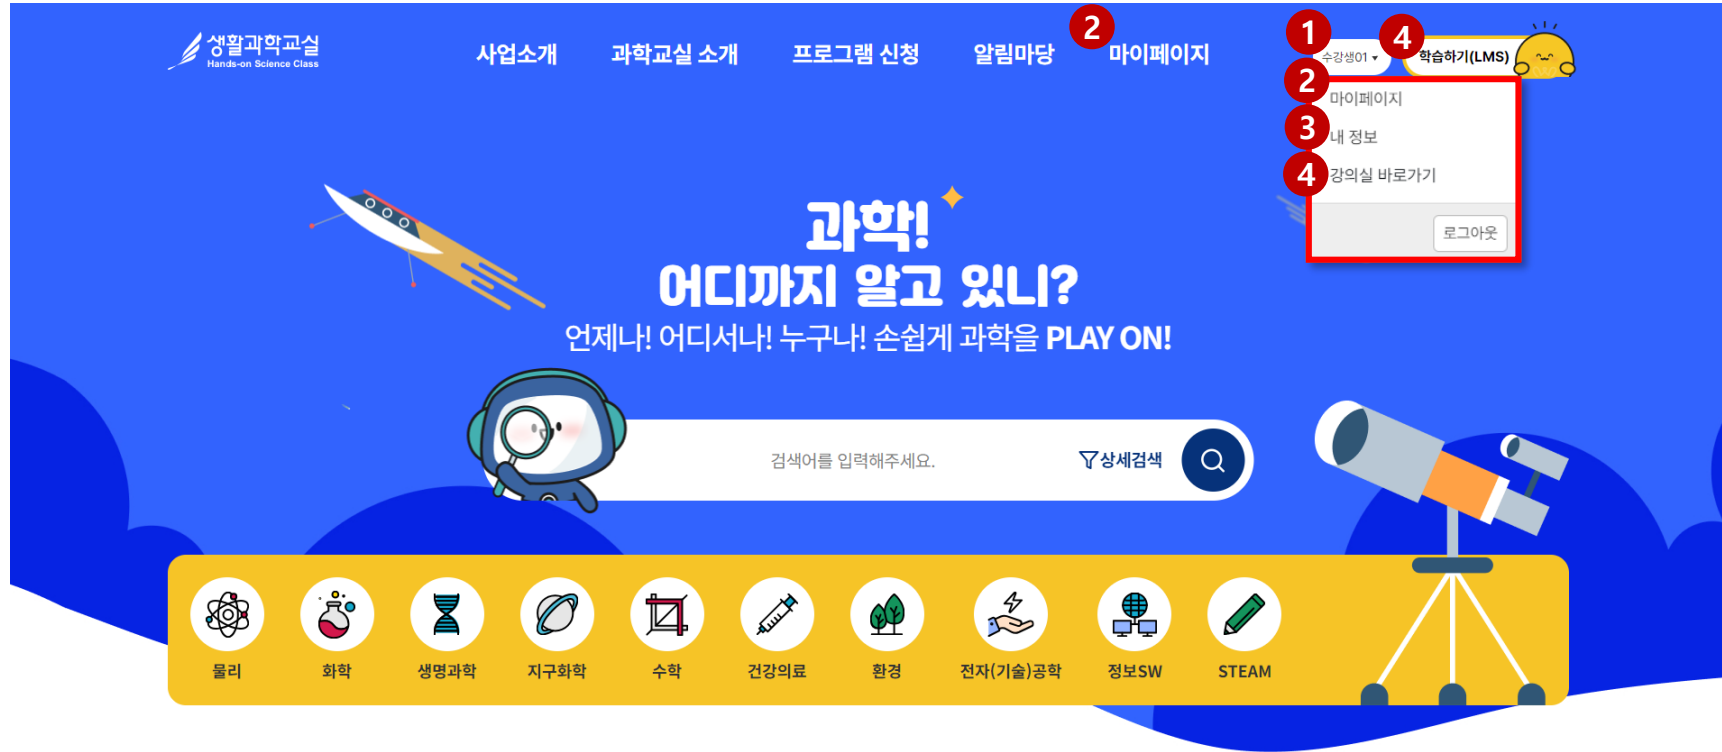 생활과학교실
Hands-on Science Class
사업소개 과학교실 소개 프로그램 신청 알림마당 2 마이페이지
1 수강생01 ▾ 4 학습하기(LMS)
2 마이페이지
3 내 정보
4 강의실 바로가기
로그아웃
과학!
어디까지 알고 있니?
언제나! 어디서나! 누구나! 손쉽게 과학을 PLAY ON!
검색어를 입력해주세요. 상세검색
물리 화학 생명과학 지구화학 수학 건강의료 환경 전자(기술)공학 정보SW STEAM